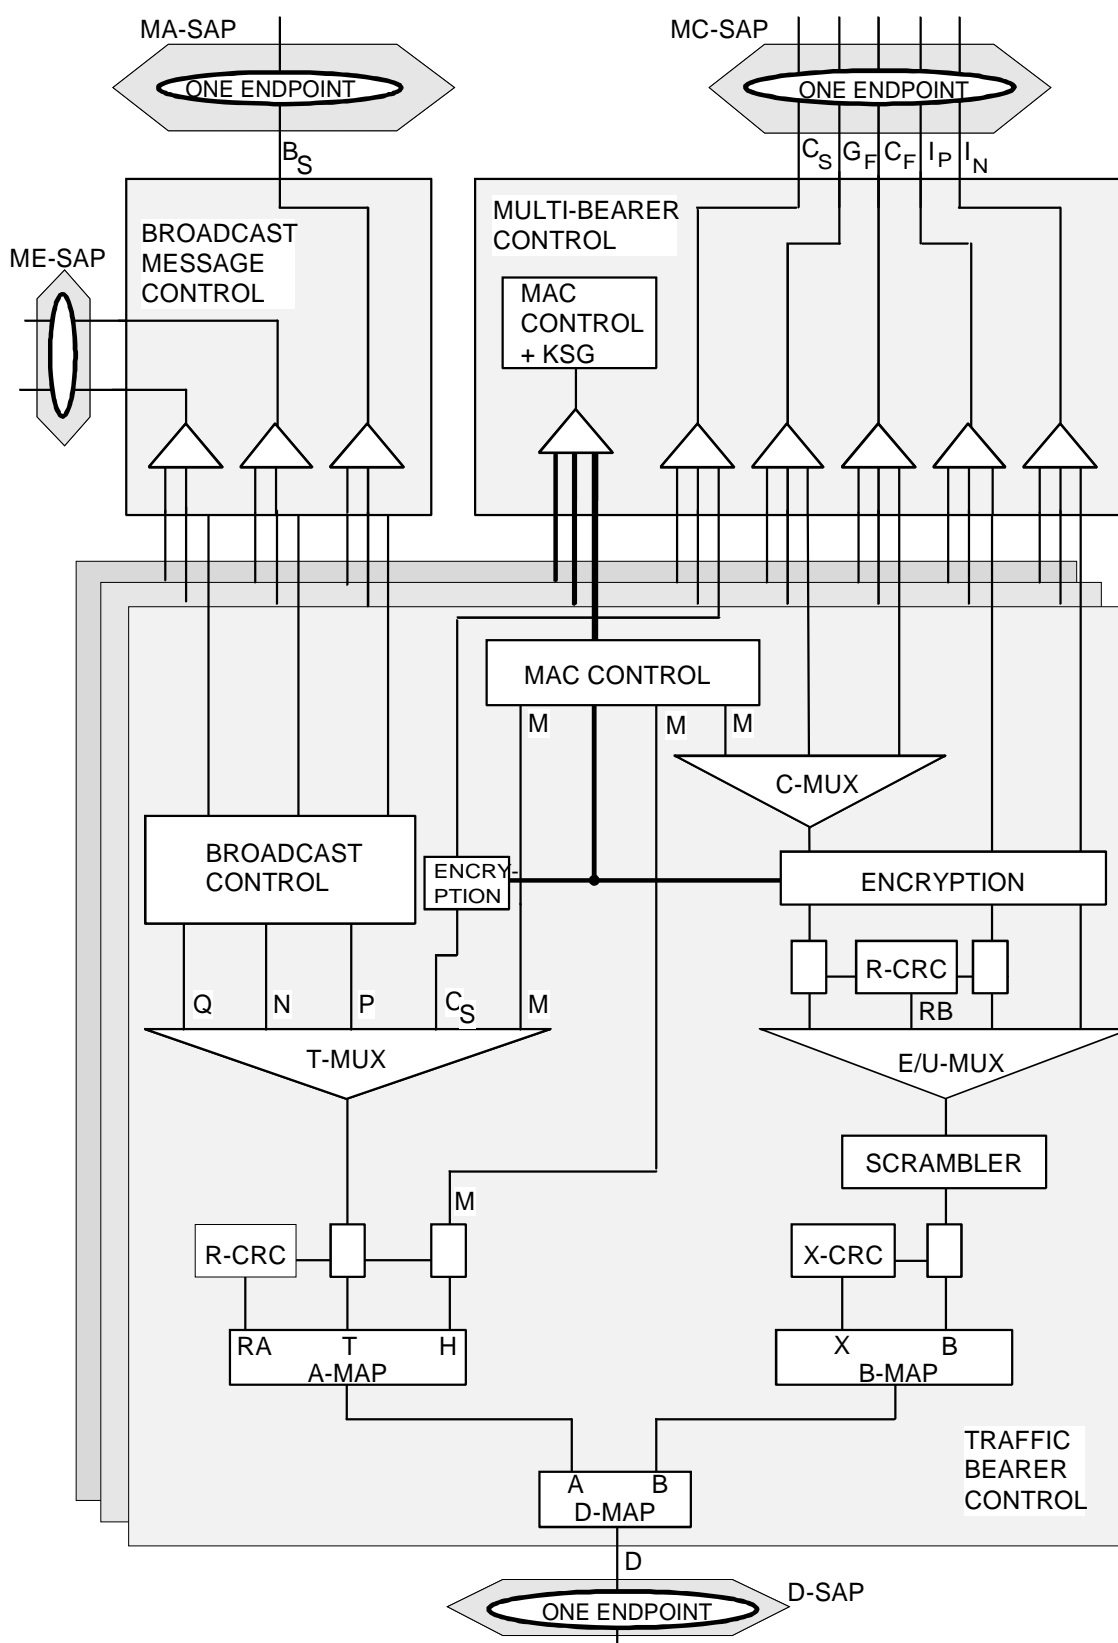 MA-SAP
MC-SAP
ONE ENDPOINT
ONE ENDPOINT
BS
CS GF CF IP IN
BROADCAST
MESSAGE
CONTROL
MULTI-BEARER
CONTROL
ME-SAP
MAC
CONTROL
+ KSG
MAC CONTROL
M
M
M
C-MUX
BROADCAST
CONTROL
ENCRY-
PTION
ENCRYPTION
R-CRC
Q
N
P
CS
M
RB
T-MUX
E/U-MUX
SCRAMBLER
M
R-CRC
X-CRC
RA
T
H
A-MAP
X
B
B-MAP
TRAFFIC
BEARER
CONTROL
A
B
D-MAP
D
D-SAP
ONE ENDPOINT